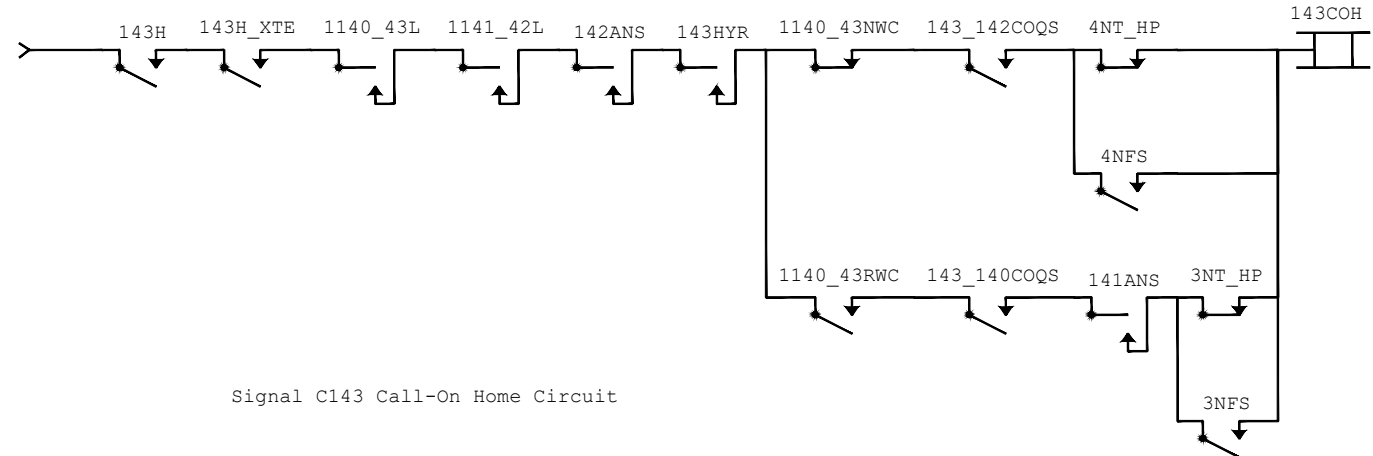 143COH
143H 143H_XTE 1140_43L 1141_42L 142ANS 143HYR 1140_43NWC 143_142COQS 4NT_HP
4NFS
1140_43RWC 143_140COQS 141ANS 3NT_HP
Signal C143 Call-On Home Circuit
3NFS